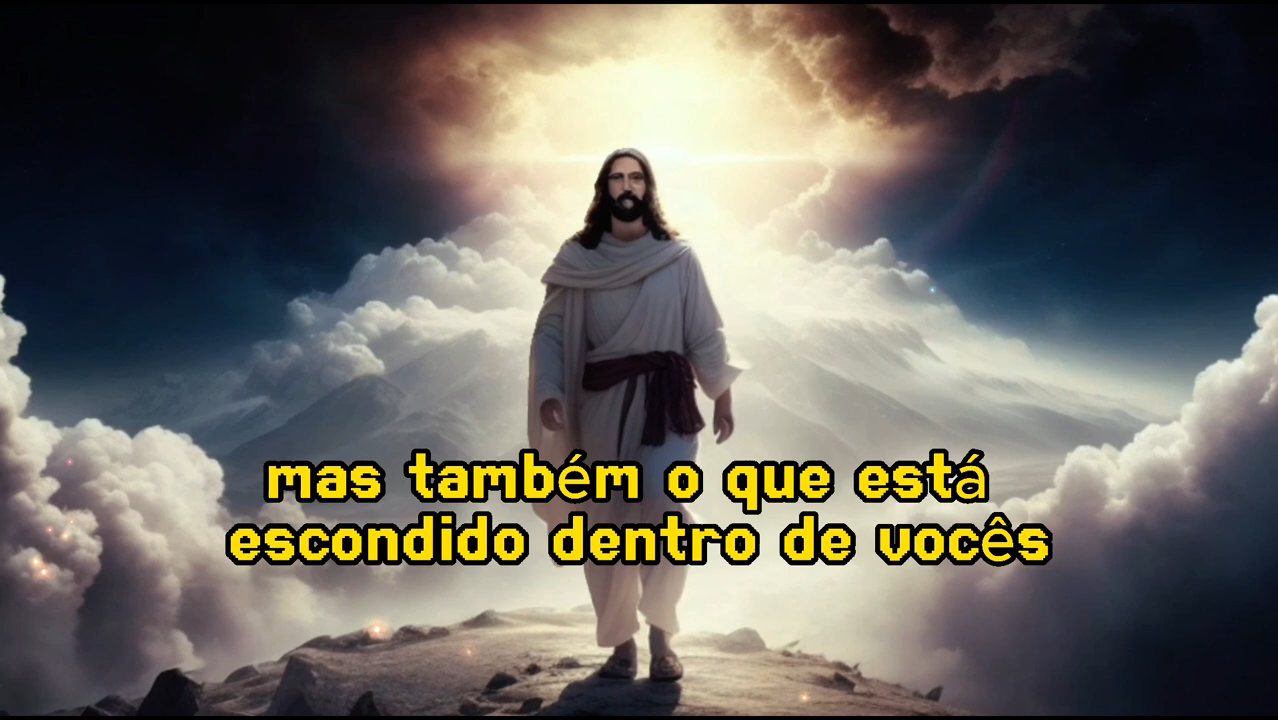 mas também o que está
escondido dentro de vocês